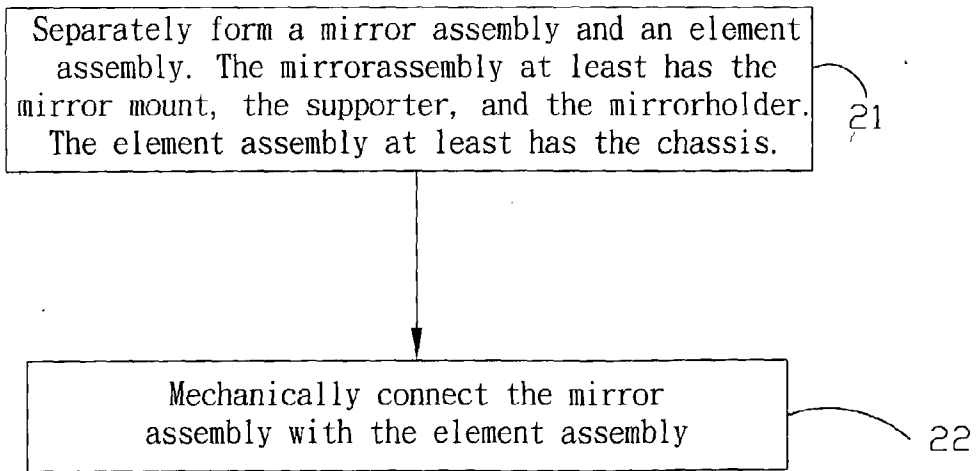 Separately form a mirror assembly and an element
assembly. The mirrorassembly at least has the
mirror mount, the supporter, and the mirrorholder.
The element assembly at least has the chassis.
21
Mechanically connect the mirror
assembly with the element assembly
22